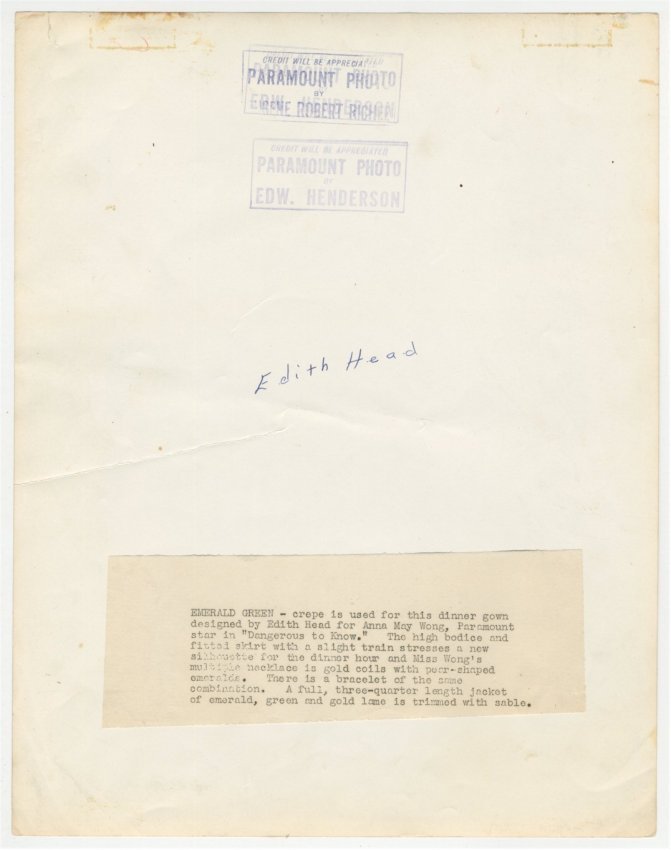 CREDIT WILL BE APPRECIATED
PARAMOUNT PHOTO
BY
EDW. HENDERSON
GENE ROBERT RICHEE
CREDIT WILL BE APPRECIATED
PARAMOUNT PHOTO
BY
EDW. HENDERSON
Edith Head
EMERALD GREEN - crepe is used for this dinner gown
designed by Edith Head for Anna May Wong, Paramount
star in "Dangerous to Know." The high bodice and
fitted skirt with a slight train stresses a new
silhouette for the dinner hour and Miss Wong's
multiple necklace is gold coils with pear-shaped
emeralds. There is a bracelet of the same
combination. A full, three-quarter length jacket
of emerald, green and gold lame is trimmed with sable.